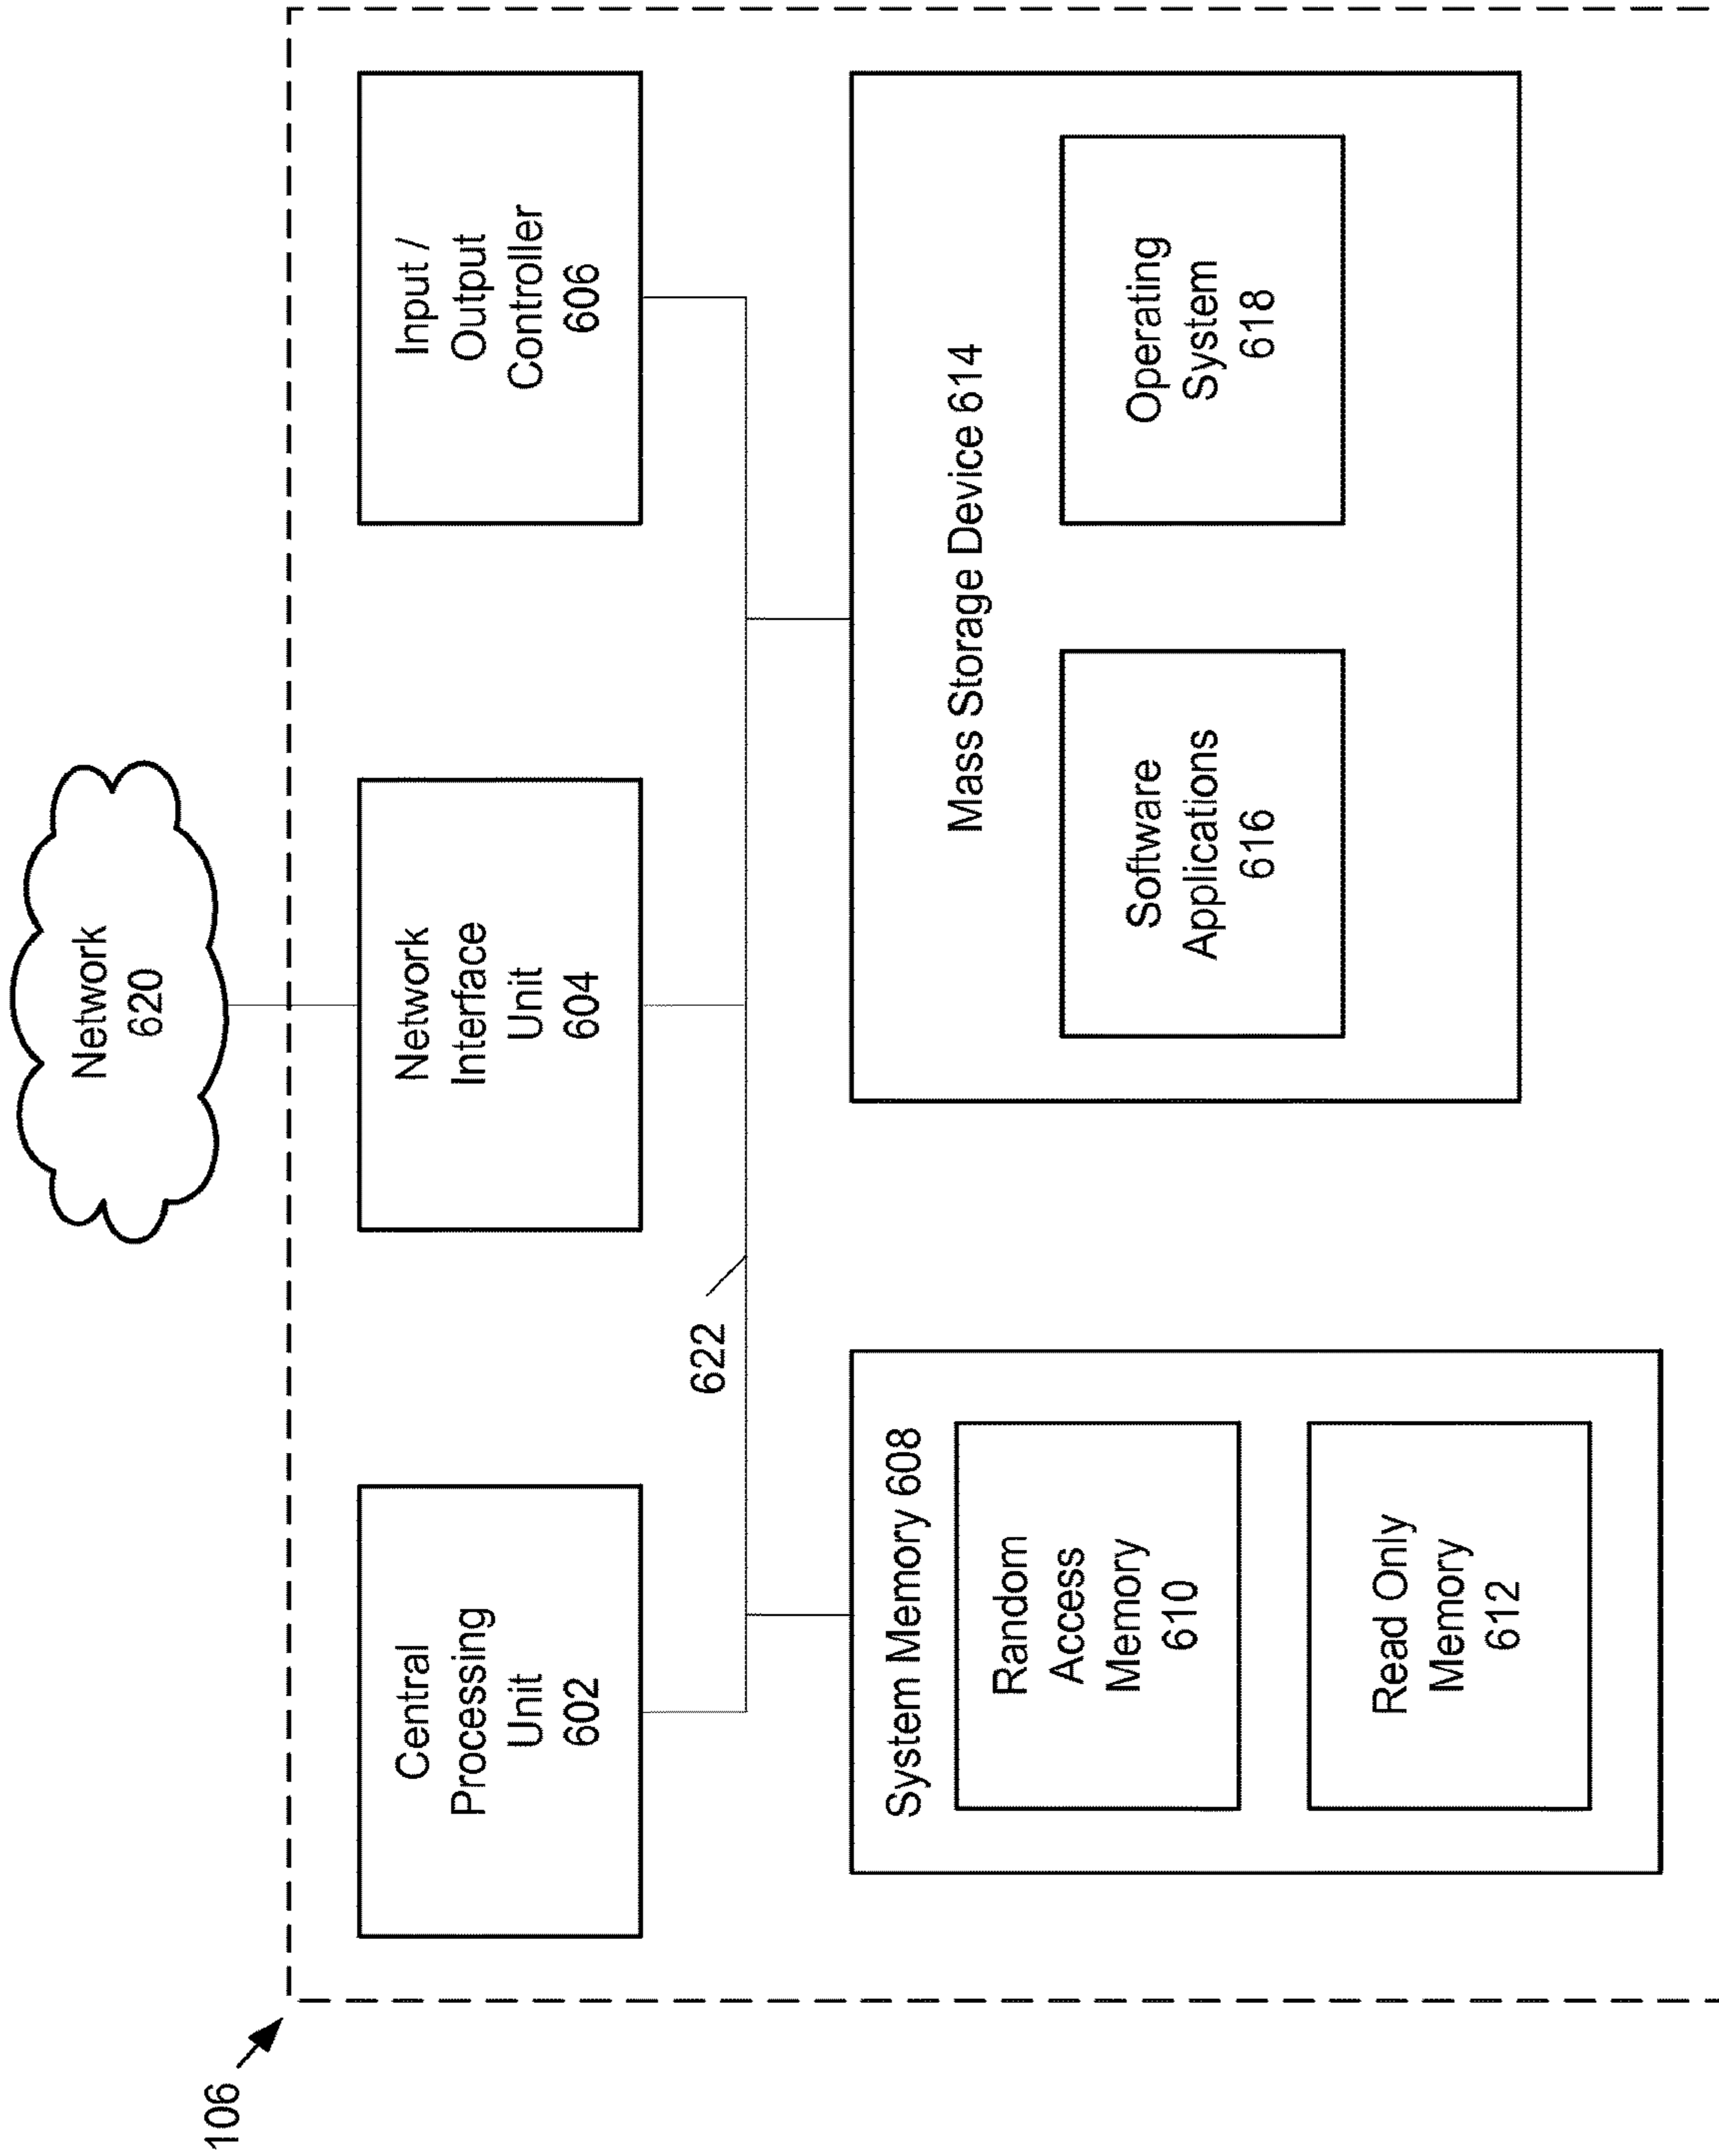 106
Network
620
Central
Processing
Unit
602
Network
Interface
Unit
604
Input /
Output
Controller
606
622
System Memory 608
Random
Access
Memory
610
Read Only
Memory
612
Mass Storage Device 614
Software
Applications
616
Operating
System
618